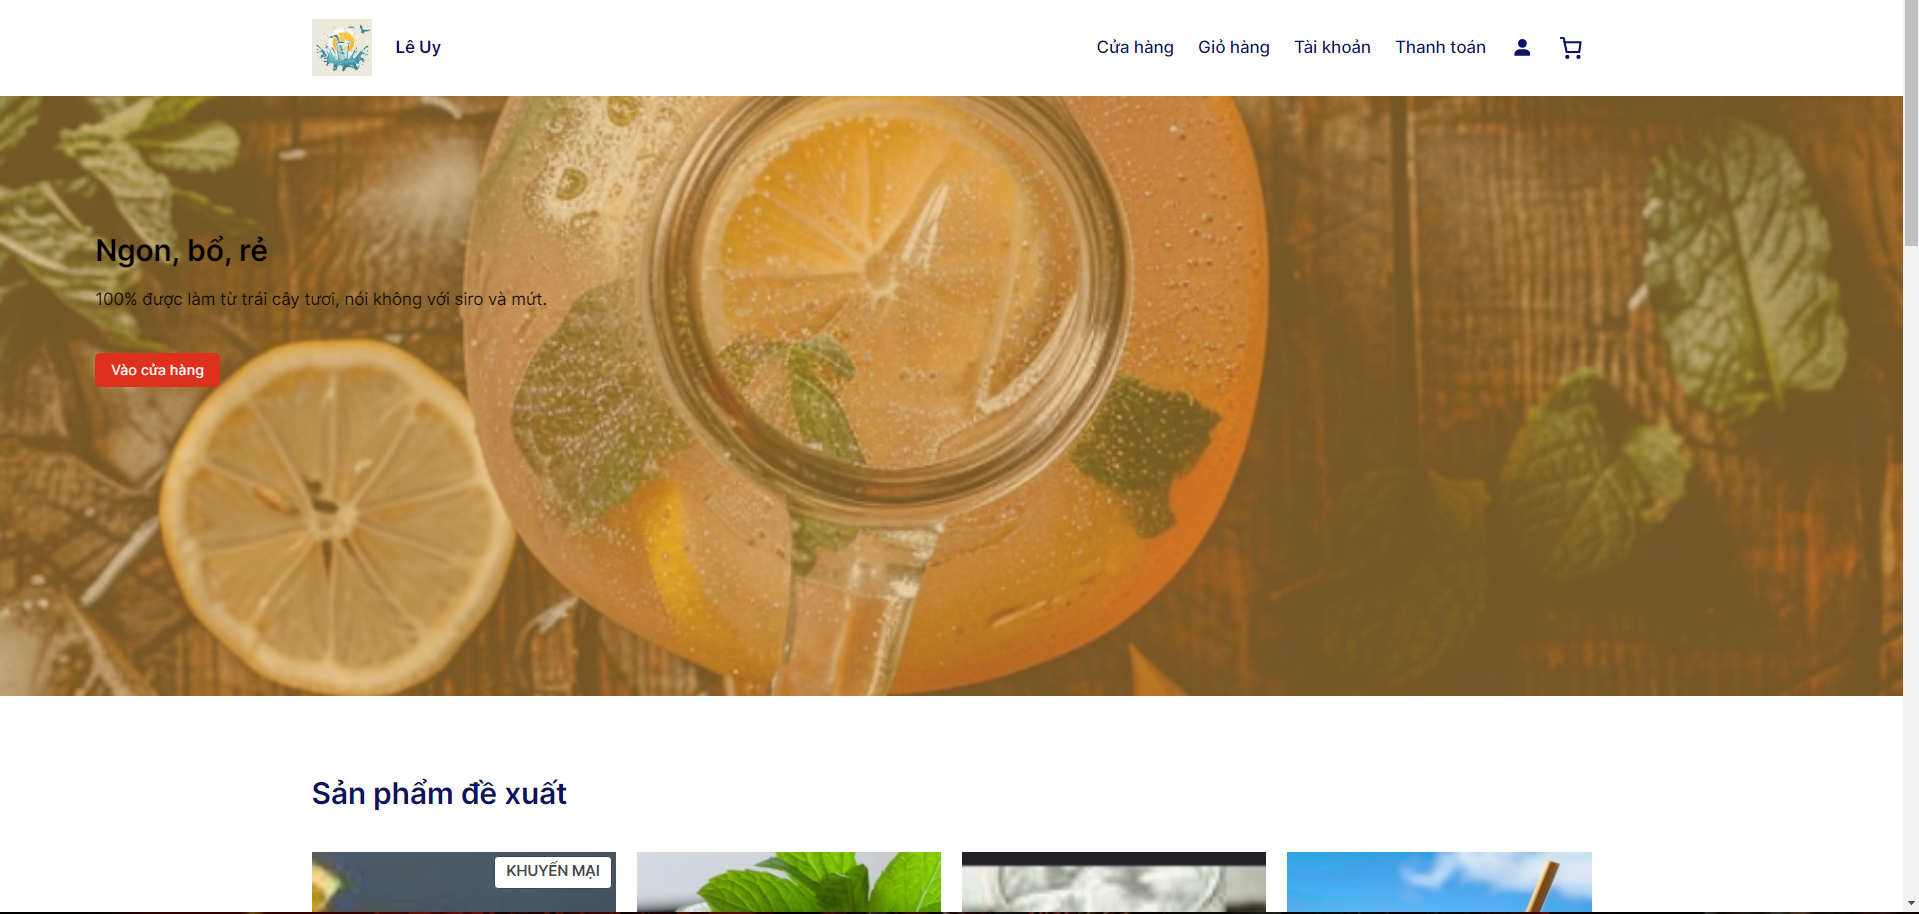 Lê Uy
Cửa hàng
Giỏ hàng
Tài khoản
Thanh toán
Ngon, bổ, rẻ
100% được làm từ trái cây tươi, nói không với siro và mứt.
Vào cửa hàng
Sản phẩm đề xuất
KHUYẾN MẠI